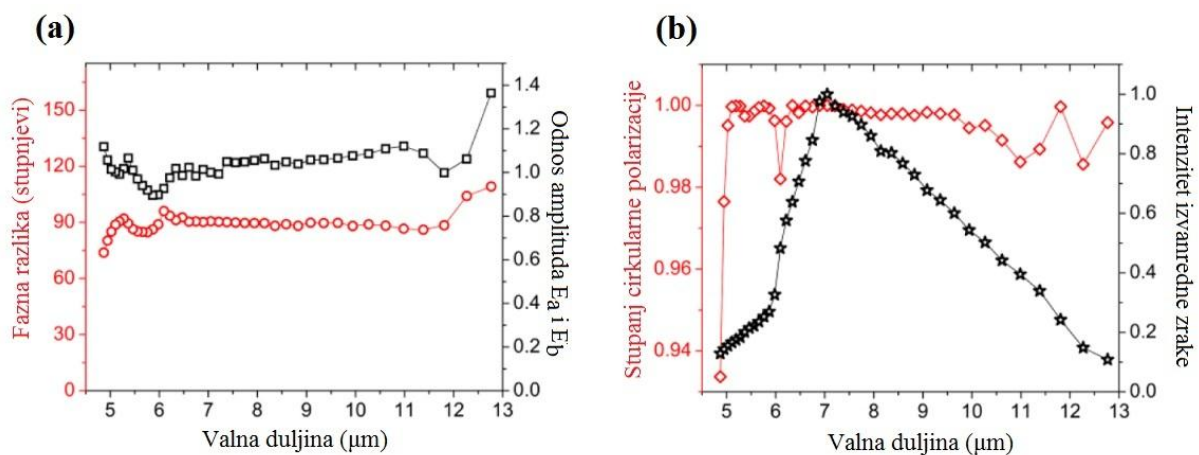 (a)
Fazna razlika (stupnjevi)
150
120
90
60
30
0
1.4
1.2
1.0
0.8
0.6
0.4
0.2
0.0
Odnos amplituda Ea i Eb
5 6 7 8 9 10 11 12 13
Valna duljina (μm)
(b)
Stupanj cirkularne polarizacije
1.00
0.98
0.96
0.94
1.0
0.8
0.6
0.4
0.2
0.0
Intenzitet izvanredne zrake
5 6 7 8 9 10 11 12 13
Valna duljina (μm)